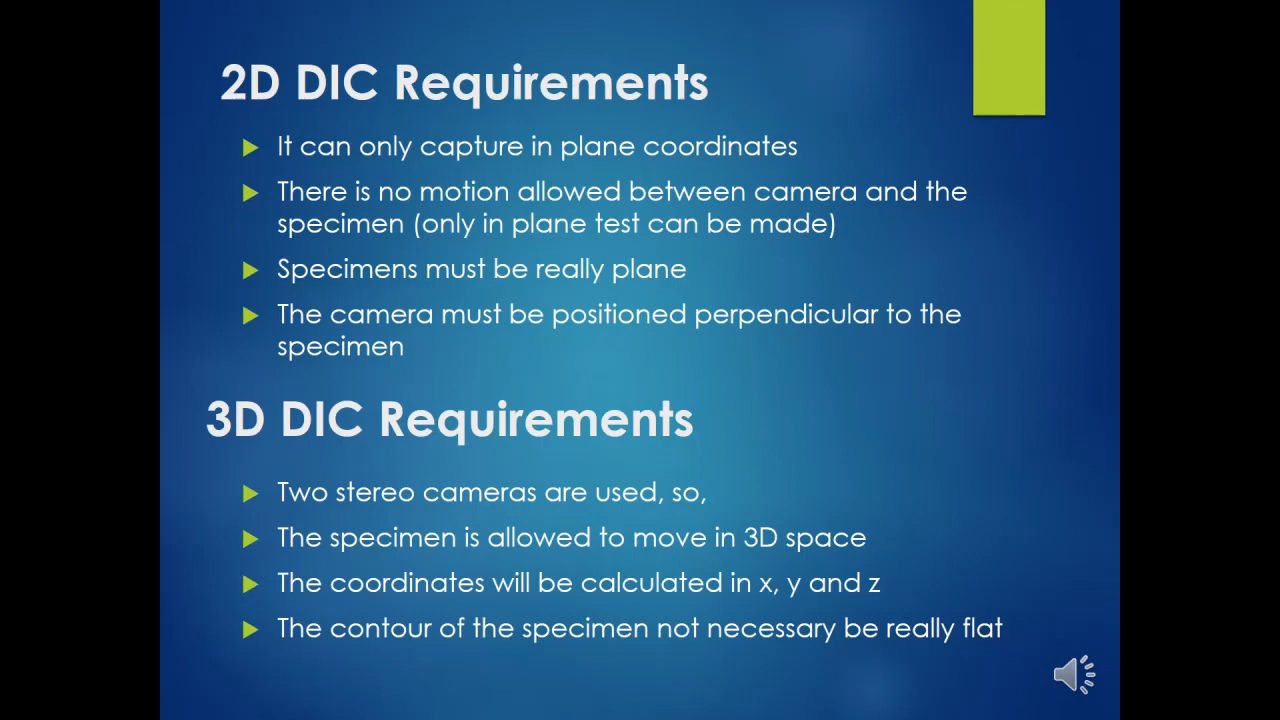 2D DIC Requirements
It can only capture in plane coordinates
There is no motion allowed between camera and the
specimen (only in plane test can be made)
Specimens must be really plane
The camera must be positioned perpendicular to the
specimen
3D DIC Requirements
Two stereo cameras are used, so,
The specimen is allowed to move in 3D space
The coordinates will be calculated in x, y and z
The contour of the specimen not necessary be really flat